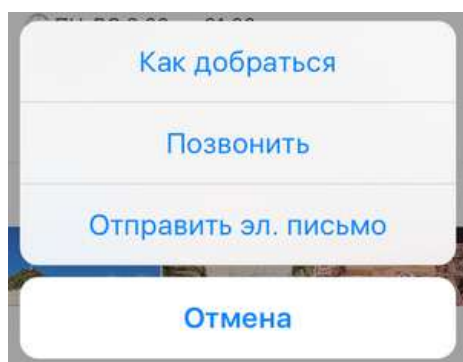 Как добраться
Позвонить
Отправить эл. письмо
Отмена